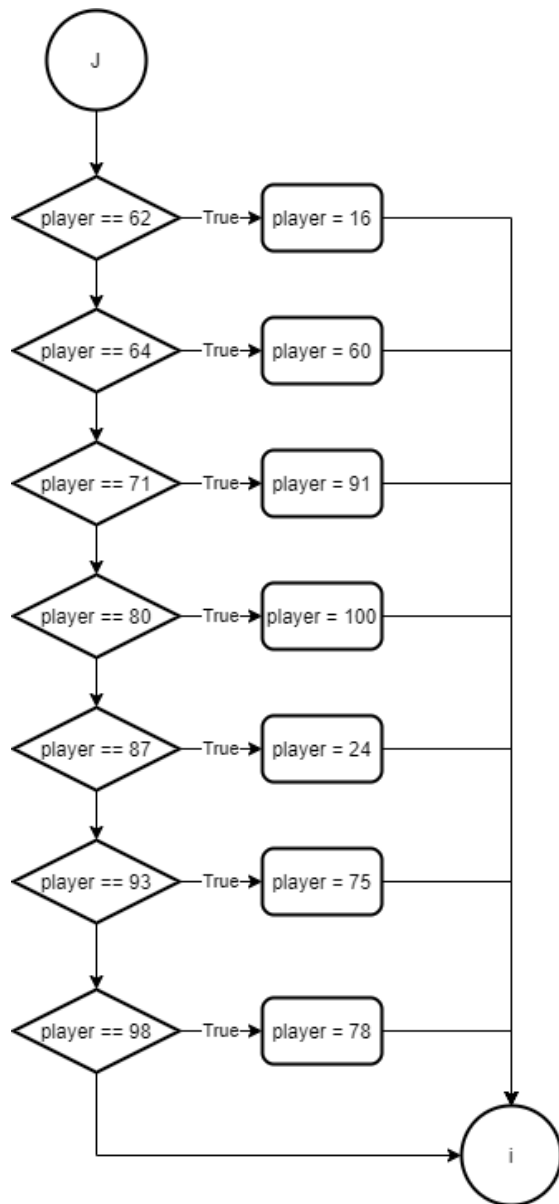 J
player == 62
True
player = 16
player == 64
True
player = 60
player == 71
True
player = 91
player == 80
True
player = 100
player == 87
True
player = 24
player == 93
True
player = 75
player == 98
True
player = 78
i